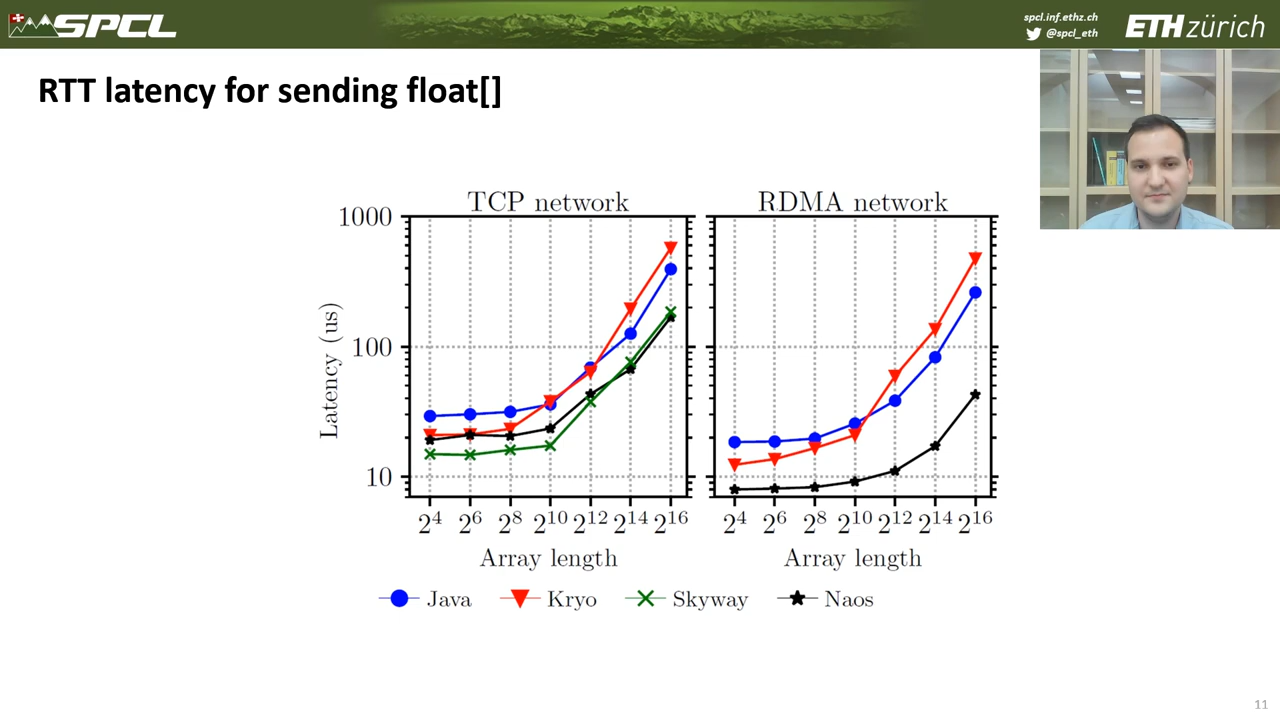 SPCL
spcl.inf.ethz.ch
@spcl_eth
ETH zürich
RTT latency for sending float[]
TCP network
RDMA network
1000
100
10
Latency (us)
2^4 2^6 2^8 2^10 2^12 2^14 2^16
2^4 2^6 2^8 2^10 2^12 2^14 2^16
Array length
Array length
Java Kryo Skyway Naos
11